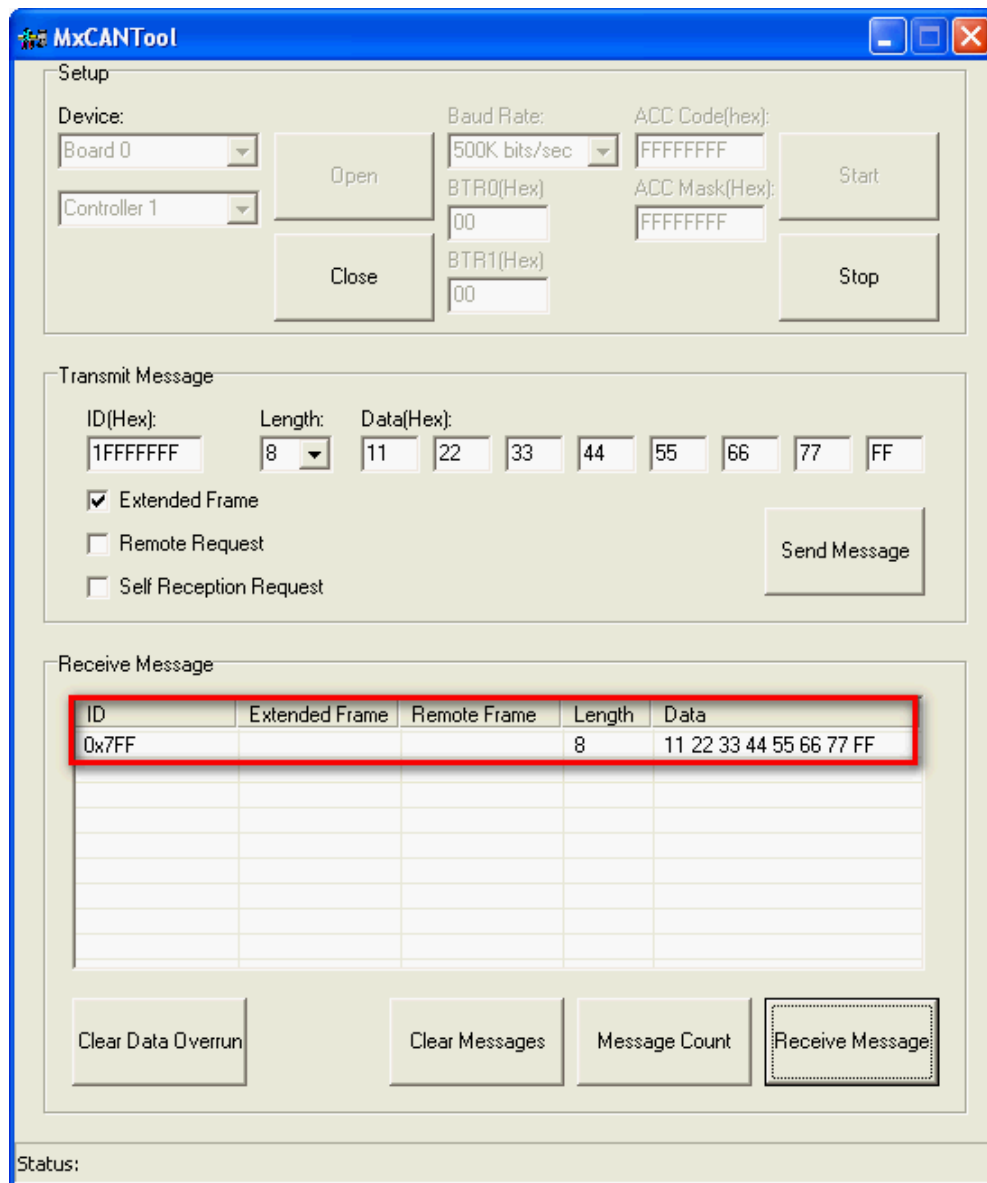 MxCANTool
Setup
Device:
Baud Rate:
ACC Code(hex):
Board 0
Open
500K bits/sec
FFFFFFFF
Start
Controller 1
BTR0(Hex)
ACC Mask(Hex):
00
FFFFFFFF
Close
BTR1(Hex)
Stop
00
Transmit Message
ID(Hex): Length: Data(Hex):
1FFFFFFF 8 11 22 33 44 55 66 77 FF
Extended Frame
Remote Request
Send Message
Self Reception Request
Receive Message
ID Extended Frame Remote Frame Length Data
0x7FF 8 11 22 33 44 55 66 77 FF
Clear Data Overrun Clear Messages Message Count Receive Message
Status: